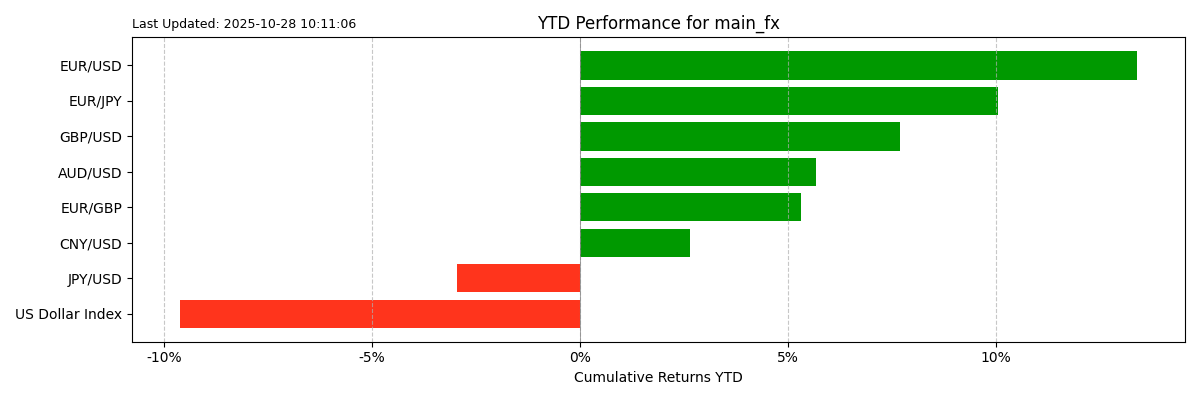 Last Updated: 2025-10-28 10:11:06
YTD Performance for main_fx
EUR/USD
EUR/JPY
GBP/USD
AUD/USD
EUR/GBP
CNY/USD
JPY/USD
US Dollar Index
-10% -5% 0% 5% 10%
Cumulative Returns YTD